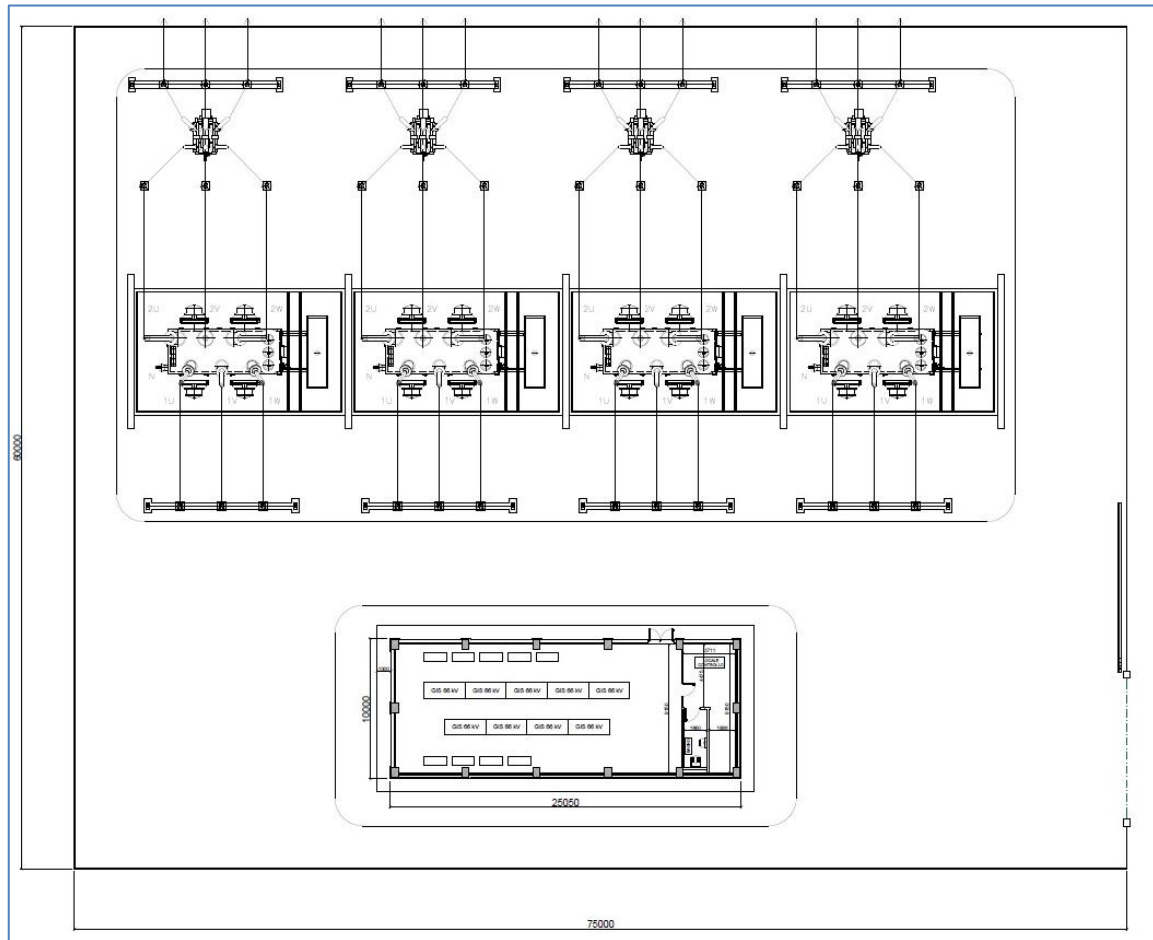 2U 2V 2W
2U 2V 2W
2U 2V 2W
2U 2V 2W
N
N
N
N
1U 1V 1W
1U 1V 1W
1U 1V 1W
1U 1V 1W
60000
LOCALE
CONTROLLO
GIS 66 kV GIS 66 kV GIS 66 kV GIS 66 kV GIS 66 kV
10000
GIS 66 kV GIS 66 kV GIS 66 kV GIS 66 kV
25050
75000